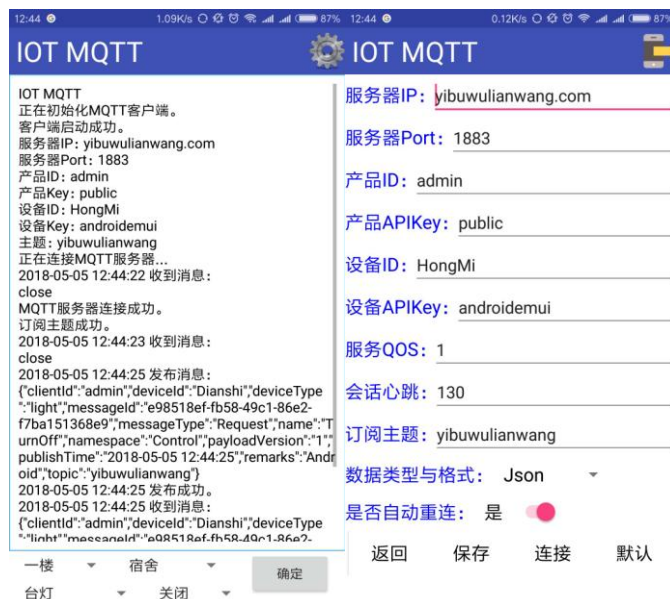 12:44 1.09K/s 87%
IOT MQTT
IOT MQTT
正在初始化MQTT客户端。
客户端启动成功。
服务器IP: yibuwulianwang.com
服务器Port: 1883
产品ID: admin
产品Key: public
设备ID: HongMi
设备Key: androidemui
主题: yibuwulianwang
正在连接MQTT服务器...
2018-05-05 12:44:22 收到消息:
close
MQTT服务器连接成功。
订阅主题成功。
2018-05-05 12:44:23 收到消息:
close
2018-05-05 12:44:25 发布消息:
{"clientId":"admin","deviceId":"Dianshi","deviceType
":"light","messageId":"e98518ef-fb58-49c1-86e2-
f7ba151368e9","messageType":"Request","name":"T
urnOff","namespace":"Control","payloadVersion":"1","
publishTime":"2018-05-05 12:44:25","remarks":"Andr
oid","topic":"yibuwulianwang"}
2018-05-05 12:44:25 发布成功。
2018-05-05 12:44:25 收到消息:
{"clientId":"admin","deviceId":"Dianshi","deviceType
":"light","messageId":"e98518ef-fb58-49c1-86e2-
一楼 宿舍 确定
台灯 关闭
12:44 0.12K/s 87%
IOT MQTT
服务器IP: yibuwulianwang.com
服务器Port: 1883
产品ID: admin
产品APIKey: public
设备ID: HongMi
设备APIKey: androidemui
服务QOS: 1
会话心跳: 130
订阅主题: yibuwulianwang
数据类型与格式: Json
是否自动重连: 是
返回 保存 连接 默认